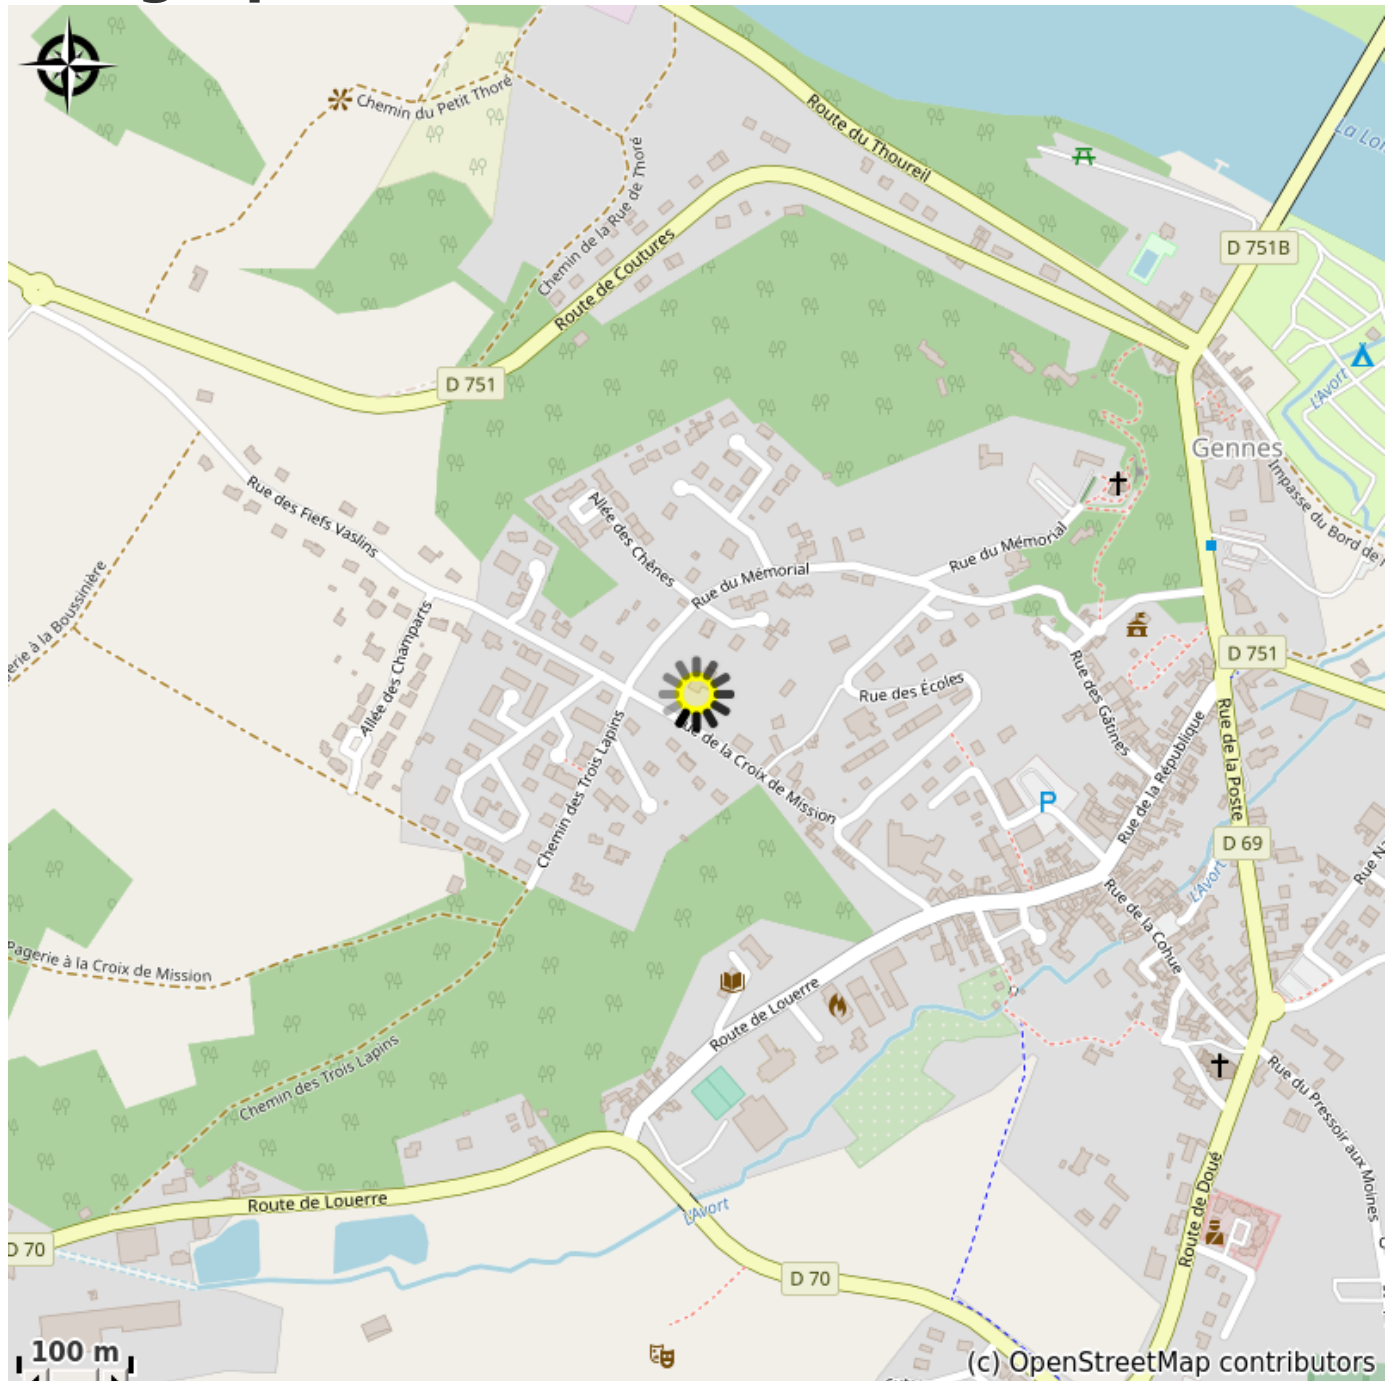 Chemin du Petit Thoré
Route du Thoureil
La Loi
Chemin de la Rue de Thoré
Route de Coutures
D 751B
D 751
L'Avort
Gennes
Impasse du Bord de
Rue des Fiefs Vaslins
Allée des Chênes
Rue du Mémorial
Rue du Mémorial
erie à la Boussinière
Allée des Champarts
D 751
Rue des Écoles
Rue des Gâtines
Rue de la République
Rue de la Poste
de la Croix de Mission
Chemin des Trois Lapins
P
D 69
L'Avort
Rue de la Cohue
Pagerie à la Croix de Mission
Route de Louerre
Chemin des Trois Lapins
Rue du Pressoir aux Moines
Route de Doué
Route de Louerre
L'Avort
D 70
D 70
100 m
(c) OpenStreetMap contributors